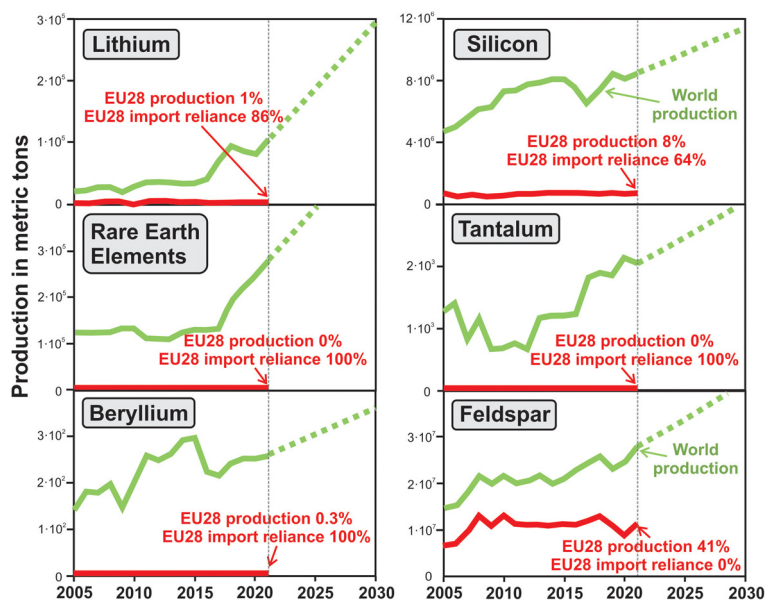 Production in metric tons
Lithium
3·10⁵
2·10⁵
1·10⁵
0
EU28 production 1%
EU28 import reliance 86%
Silicon
12·10⁶
8·10⁶
4·10⁶
0
World
production
EU28 production 8%
EU28 import reliance 64%
Rare Earth
Elements
3·10⁵
2·10⁵
1·10⁵
0
EU28 production 0%
EU28 import reliance 100%
Tantalum
2·10³
1·10³
0
EU28 production 0%
EU28 import reliance 100%
Beryllium
3·10²
2·10²
1·10²
0
EU28 production 0.3%
EU28 import reliance 100%
2005 2010 2015 2020 2025 2030
Feldspar
3·10⁷
2·10⁷
1·10⁷
0
World
production
EU28 production 41%
EU28 import reliance 0%
2005 2010 2015 2020 2025 2030